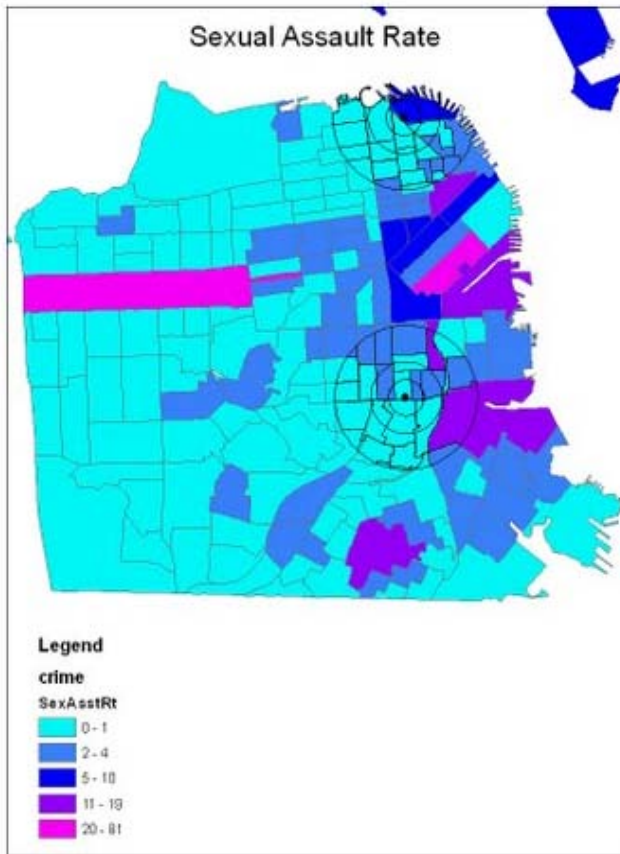 Sexual Assault Rate
Legend
crime
SexAsstRt
0 - 1
2 - 4
5 - 10
11 - 19
20 - 81